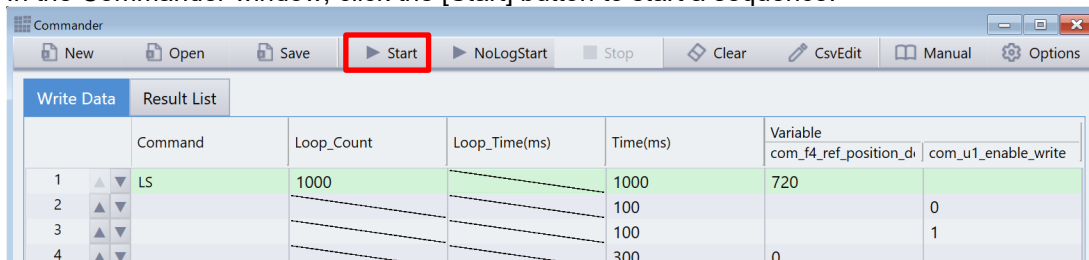 in the Commander window, click the [Start] button to start a sequence.
Commander
New Open Save Start NoLogStart Stop Clear CsvEdit Manual Options
Write Data Result List
Command Loop_Count Loop_Time(ms) Time(ms) Variable
com_f4_ref_position_d com_u1_enable_write
1 LS 1000 1000 720
2 100 0
3 100 1
4 300 0